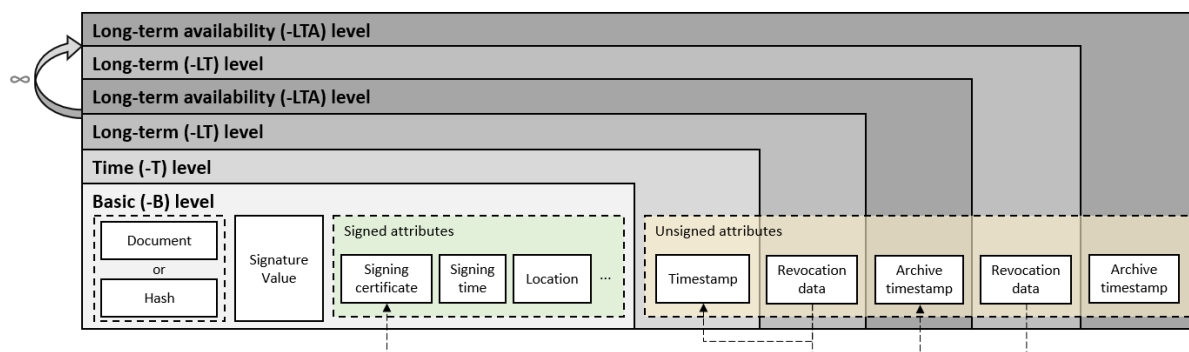 Long-term availability (-LTA) level
∞
Long-term (-LT) level
Long-term availability (-LTA) level
Long-term (-LT) level
Time (-T) level
Basic (-B) level
Document
or
Hash
Signature
Value
Signed attributes
Signing
certificate
Signing
time
Location
...
Unsigned attributes
Timestamp
Revocation
data
Archive
timestamp
Revocation
data
Archive
timestamp